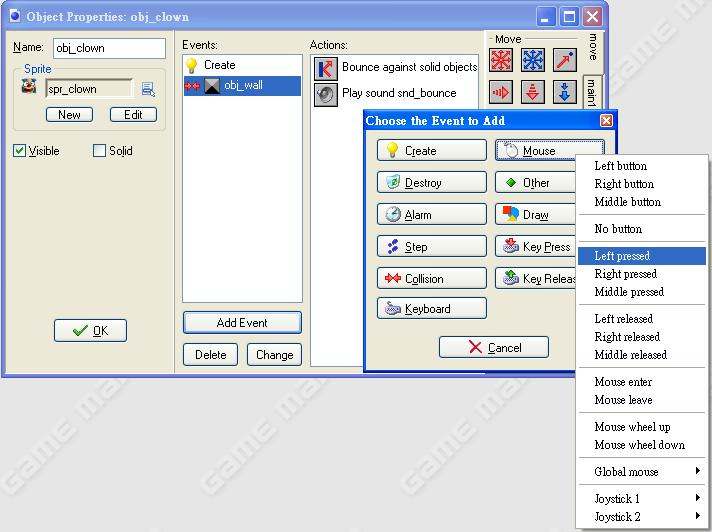 Object Properties: obj_clown
Name: obj_clown
Sprite
spr_clown
New Edit
Visible Solid
OK
Events:
Create
obj_wall
Add Event
Delete Change
Actions:
Bounce against solid objects
Play sound snd_bounce
Move
move
main1
Choose the Event to Add
Create Mouse
Destroy Other
Alarm Draw
Step Key Press
Collision Key Releas
Keyboard
Cancel
Left button
Right button
Middle button
No button
Left pressed
Right pressed
Middle pressed
Left released
Right released
Middle released
Mouse enter
Mouse leave
Mouse wheel up
Mouse wheel down
Global mouse
Joystick 1
Joystick 2